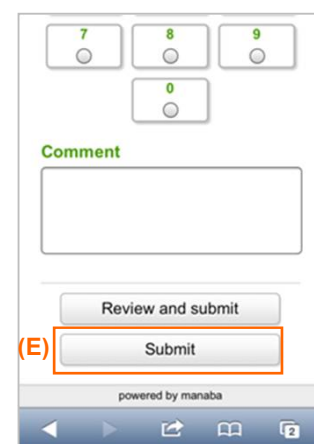 7 8 9
0
Comment
Review and submit
(E) Submit
powered by manaba
2